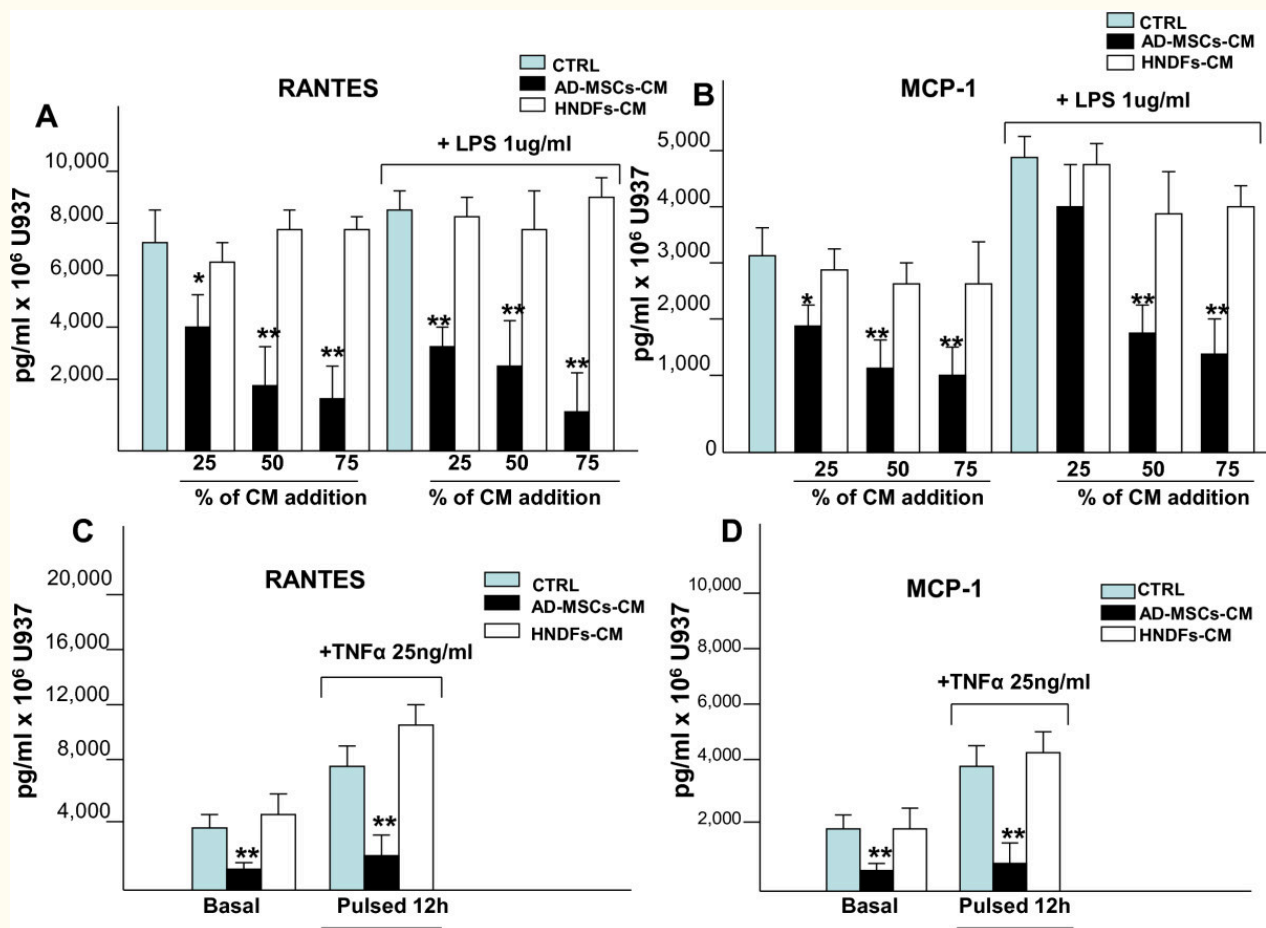 CTRL
AD-MSCs-CM
HNDFs-CM
RANTES
A
+ LPS 1ug/ml
10,000
8,000
6,000
4,000
2,000
pg/ml x 10⁶ U937
* ** ** ** ** **
25 50 75 25 50 75
% of CM addition % of CM addition
CTRL
AD-MSCs-CM
HNDFs-CM
B
MCP-1
+ LPS 1ug/ml
5,000
4,000
3,000
2,000
1,000
0
pg/ml x 10⁶ U937
* ** ** ** **
25 50 75 25 50 75
% of CM addition % of CM addition
C
RANTES
CTRL
AD-MSCs-CM
HNDFs-CM
20,000
16,000
12,000
8,000
4,000
pg/ml x 10⁶ U937
+TNFα 25ng/ml
** **
Basal Pulsed 12h
D
MCP-1
CTRL
AD-MSCs-CM
HNDFs-CM
10,000
8,000
6,000
4,000
2,000
pg/ml x 10⁶ U937
+TNFα 25ng/ml
** **
Basal Pulsed 12h